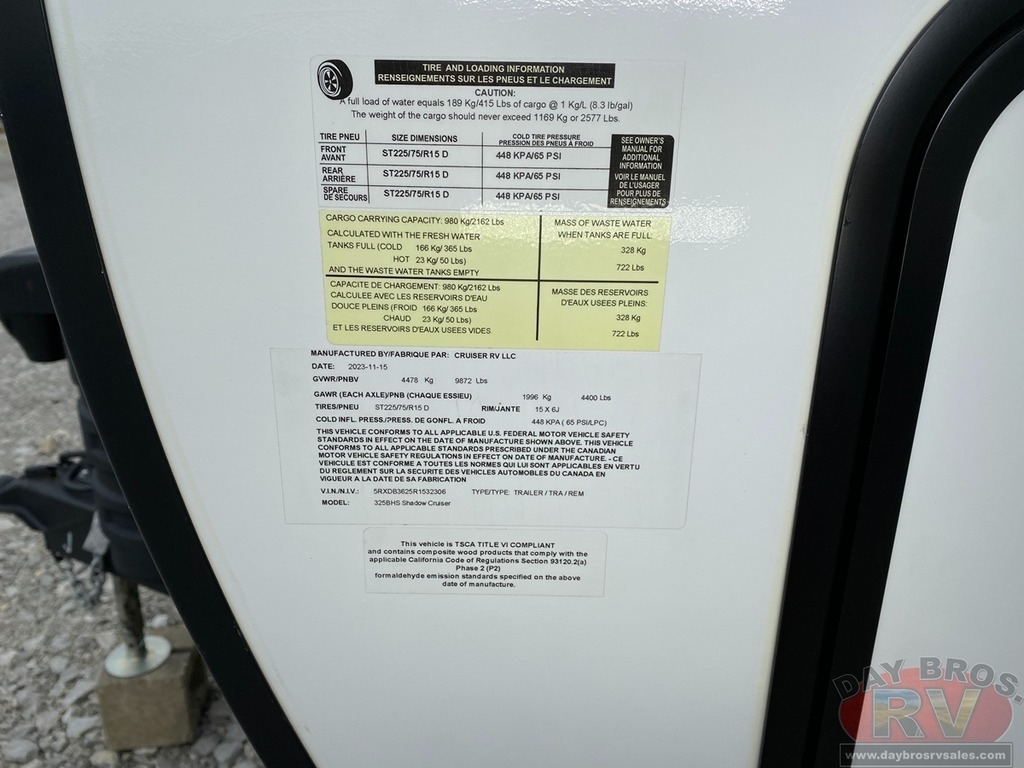 TIRE AND LOADING INFORMATION
RENSEIGNEMENTS SUR LES PNEUS ET LE CHARGEMENT
CAUTION:
A full load of water equals 189 Kg/415 Lbs of cargo @ 1 Kg/L (8.3 lb/gal)
The weight of the cargo should never exceed 1169 Kg or 2577 Lbs.
TIRE PNEU SIZE DIMENSIONS COLD TIRE PRESSURE
PRESSION DES PNEUS À FROID
FRONT
AVANT ST225/75/R15 D 448 KPA/65 PSI
REAR
ARRIÈRE ST225/75/R15 D 448 KPA/65 PSI
SPARE
DE SECOURS ST225/75/R15 D 448 KPA/65 PSI
SEE OWNER'S
MANUAL FOR
ADDITIONAL
INFORMATION
VOIR LE MANUEL
DE L'USAGER
POUR PLUS DE
RENSEIGNEMENTS
CARGO CARRYING CAPACITY: 980 Kg/2162 Lbs
CALCULATED WITH THE FRESH WATER
TANKS FULL (COLD 166 Kg/ 365 Lbs
HOT 23 Kg/ 50 Lbs)
AND THE WASTE WATER TANKS EMPTY
MASS OF WASTE WATER
WHEN TANKS ARE FULL:
328 Kg
722 Lbs
CAPACITE DE CHARGEMENT: 980 Kg/2162 Lbs
CALCULEE AVEC LES RESERVOIRS D'EAU
DOUCE PLEINS (FROID 166 Kg/ 365 Lbs
CHAUD 23 Kg/ 50 Lbs)
ET LES RESERVOIRS D'EAUX USEES VIDES.
MASSE DES RESERVOIRS
D'EAUX USEES PLEINS:
328 Kg
722 Lbs
MANUFACTURED BY/FABRIQUE PAR: CRUISER RV LLC
DATE: 2023-11-15
GVWR/PNBV 4478 Kg 9872 Lbs
GAWR (EACH AXLE)/PNB (CHAQUE ESSIEU) 1996 Kg 4400 Lbs
TIRES/PNEU ST225/75/R15 D RIM/JANTE 15 X 6J
COLD INFL. PRESS./PRESS. DE GONFL. A FROID 448 KPA ( 65 PSI/LPC)
THIS VEHICLE CONFORMS TO ALL APPLICABLE U.S. FEDERAL MOTOR VEHICLE SAFETY
STANDARDS IN EFFECT ON THE DATE OF MANUFACTURE SHOWN ABOVE. THIS VEHICLE
CONFORMS TO ALL APPLICABLE STANDARDS PRESCRIBED UNDER THE CANADIAN
MOTOR VEHICLE SAFETY REGULATIONS IN EFFECT ON DATE OF MANUFACTURE. - CE
VEHICULE EST CONFORME A TOUTES LES NORMES QUI LUI SONT APPLICABLES EN VERTU
DU REGLEMENT SUR LA SECURITE DES VEHICLES AUTOMOBILES DU CANADA EN
VIGUEUR A LA DATE DE SA FABRICATION
V.I.N./N.I.V.: 5RXDB3625R1532306 TYPE/TYPE: TRAILER / TRA / REM
MODEL: 325BHS Shadow Cruiser
This vehicle is TSCA TITLE VI COMPLIANT
and contains composite wood products that comply with the
applicable California Code of Regulations Section 93120.2(a)
Phase 2 (P2)
formaldehyde emission standards specified on the above
date of manufacture.
DAY BROS.
RV
www.daybrosrvsales.com